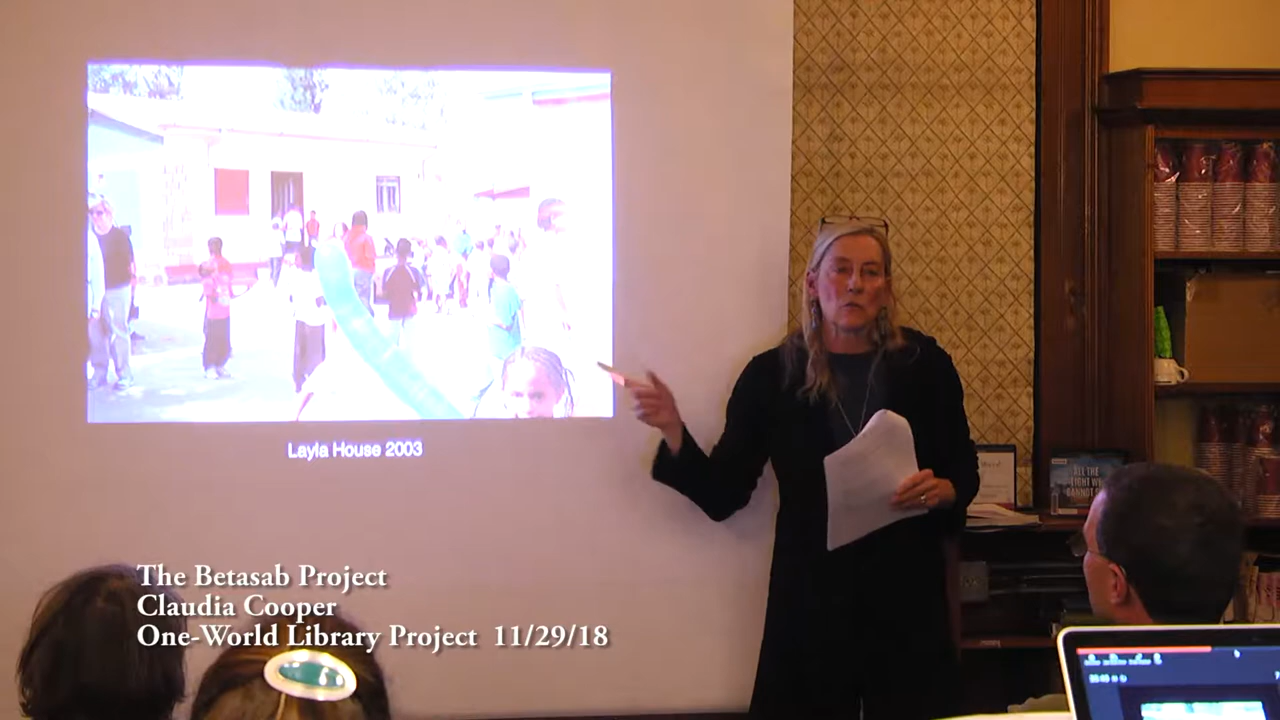 Layla House 2003
ALL THE
LIGHT WE
CANNOT
The Betasab Project
Claudia Cooper
One-World Library Project 11/29/18